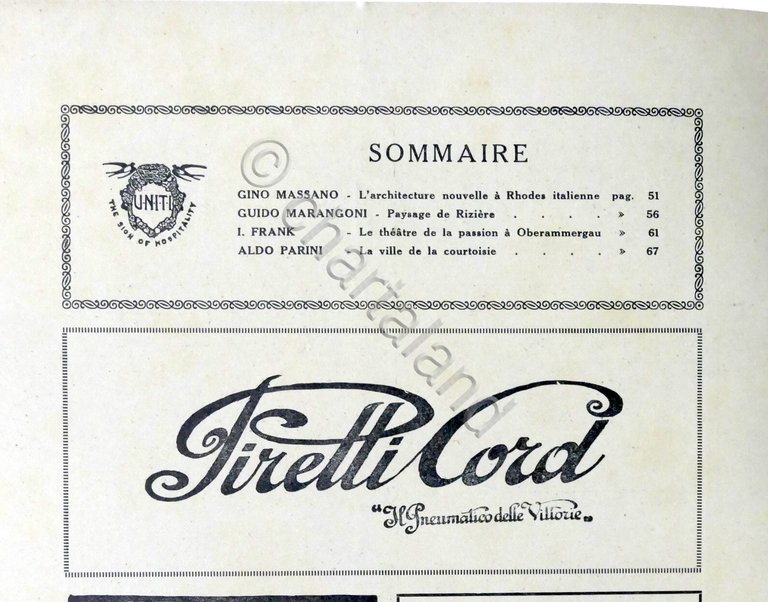 SOMMAIRE
UNITI
THE SIGN OF HOSPITALITY
GINO MASSANO - L'architecture nouvelle à Rhodes italienne pag. 51
GUIDO MARANGONI - Paysage de Rizière . . . . » 56
I. FRANK - Le théâtre de la passion à Oberammergau » 61
ALDO PARINI - La ville de la courtoisie . . . . » 67
© chartaland
Pirelli Cord
"Il Pneumatico delle Vittorie„